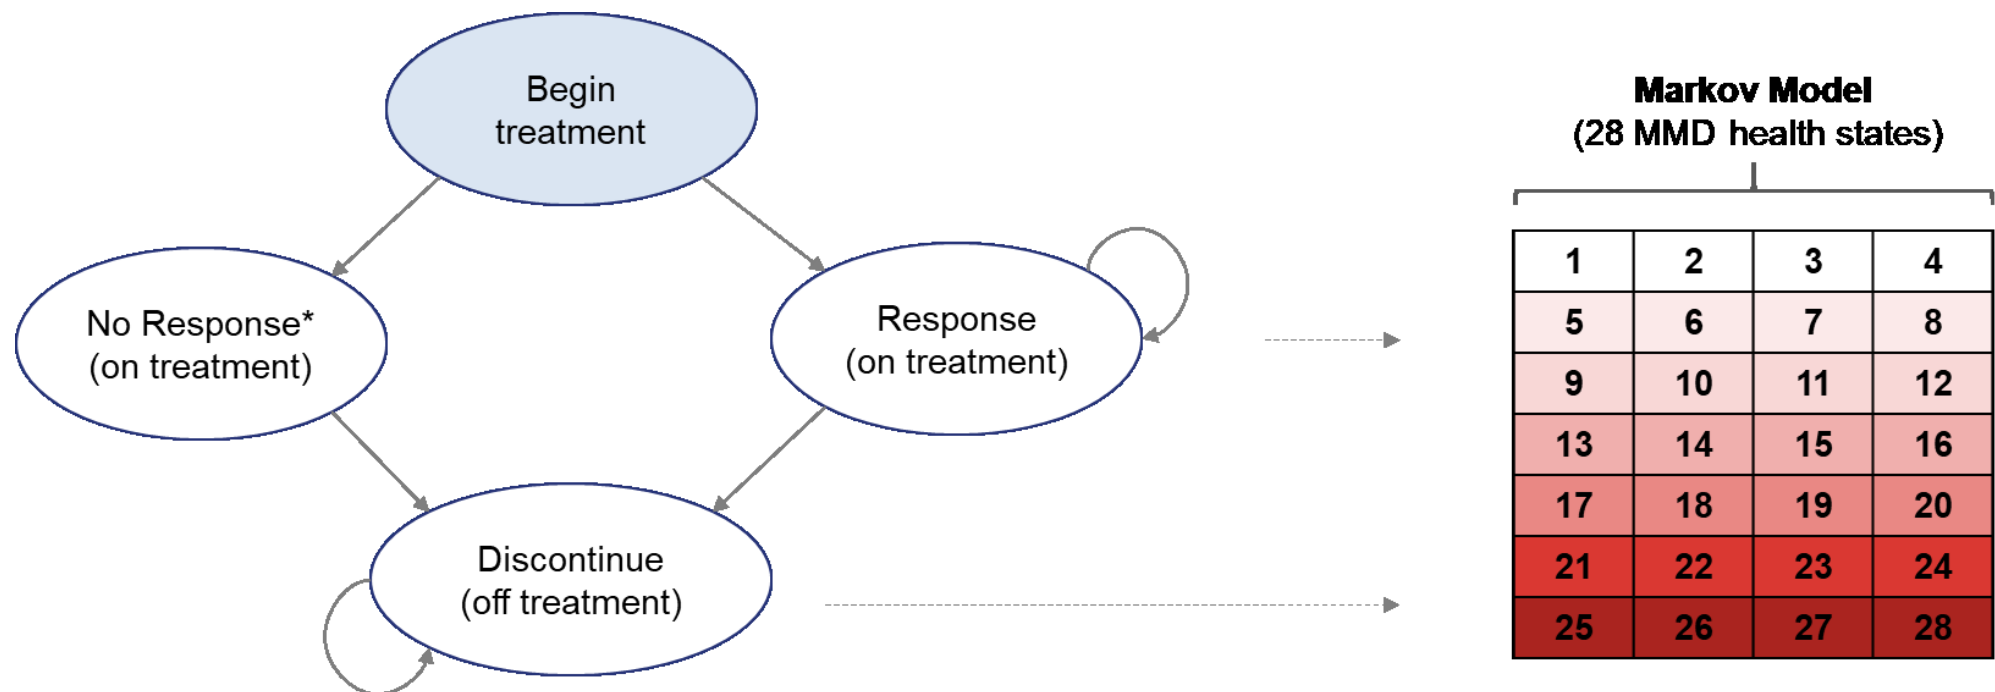 Begin
treatment
No Response*
(on treatment)
Response
(on treatment)
Discontinue
(off treatment)
Markov Model
(28 MMD health states)
1 2 3 4
5 6 7 8
9 10 11 12
13 14 15 16
17 18 19 20
21 22 23 24
25 26 27 28